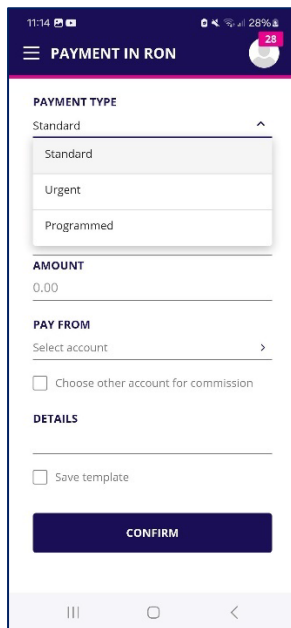 11:14 28%
28
PAYMENT IN RON
PAYMENT TYPE
Standard
Standard
Urgent
Programmed
AMOUNT
0.00
PAY FROM
Select account
Choose other account for commission
DETAILS
Save template
CONFIRM